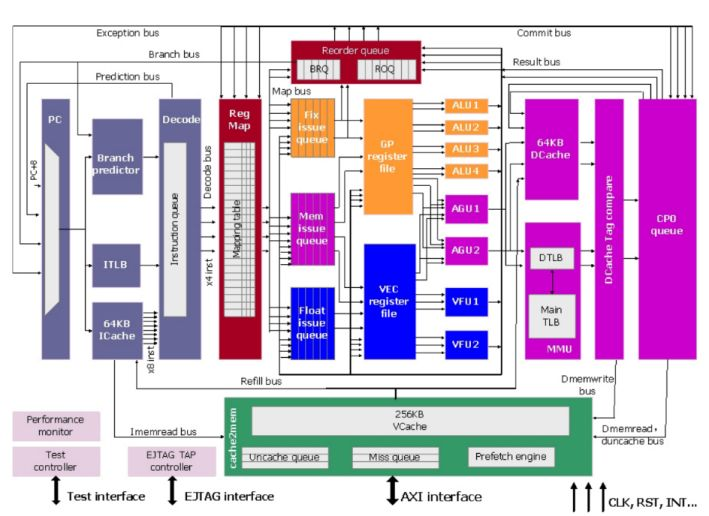 Exception bus
Commit bus
Branch bus
Reorder queue
Result bus
BRQ
ROQ
Prediction bus
Map bus
PC
Decode
Reg
Map
Fix
issue
queue
GP
register
file
ALU1
ALU2
ALU3
ALU4
64KB
DCache
PC+8
Branch
predictor
Instruction queue
Decode bus
Mapping table
x4 inst
Mem
issue
queue
AGU1
AGU2
DCache Tag compare
CP0
queue
ITLB
DTLB
Main
TLB
MMU
64KB
ICache
x8inst
Float
issue
queue
VEC
register
file
VFU1
VFU2
Refill bus
Dmemwrite
bus
Performance
monitor
Imemread bus
cache2mem
256KB
VCache
Dmemread,
duncache bus
Test
controller
EJTAG TAP
controller
Uncache queue
Miss queue
Prefetch engine
Test interface
EJTAG interface
AXI interface
CLK, RST, INT...